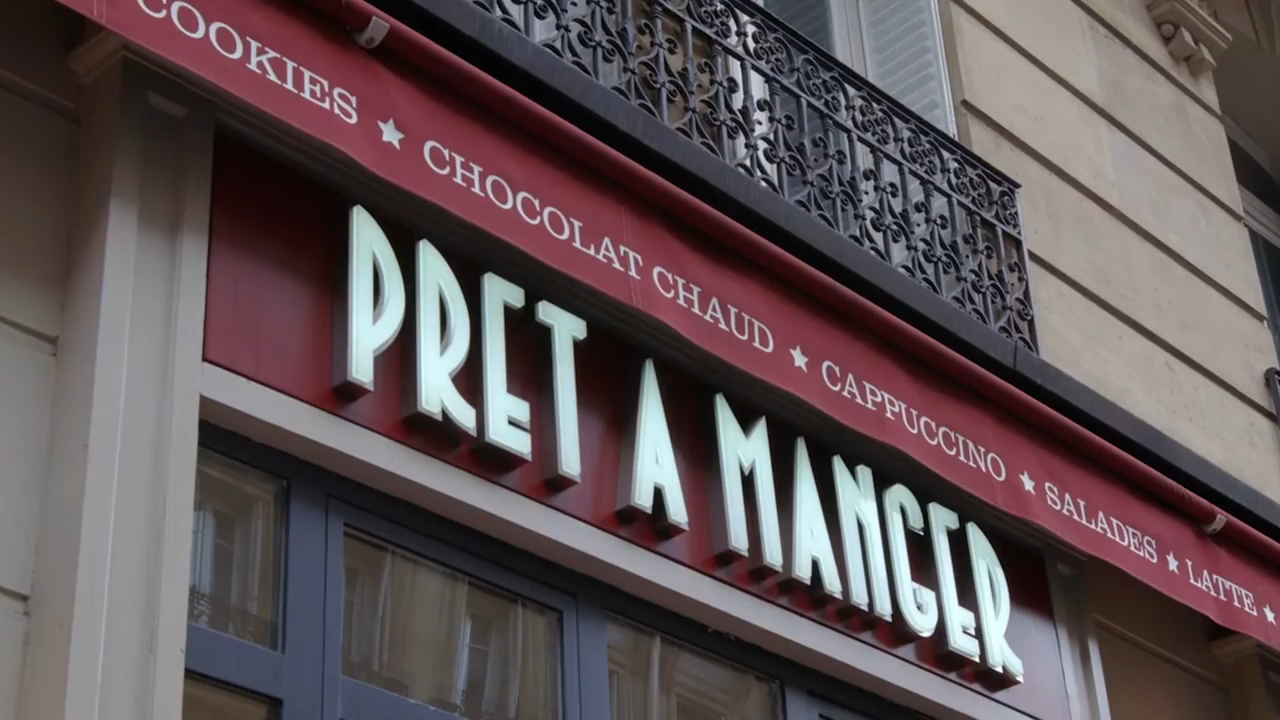 COOKIES ★ CHOCOLAT CHAUD ★ CAPPUCCINO ★ SALADES ★ LATTE ★
PRET A MANGER